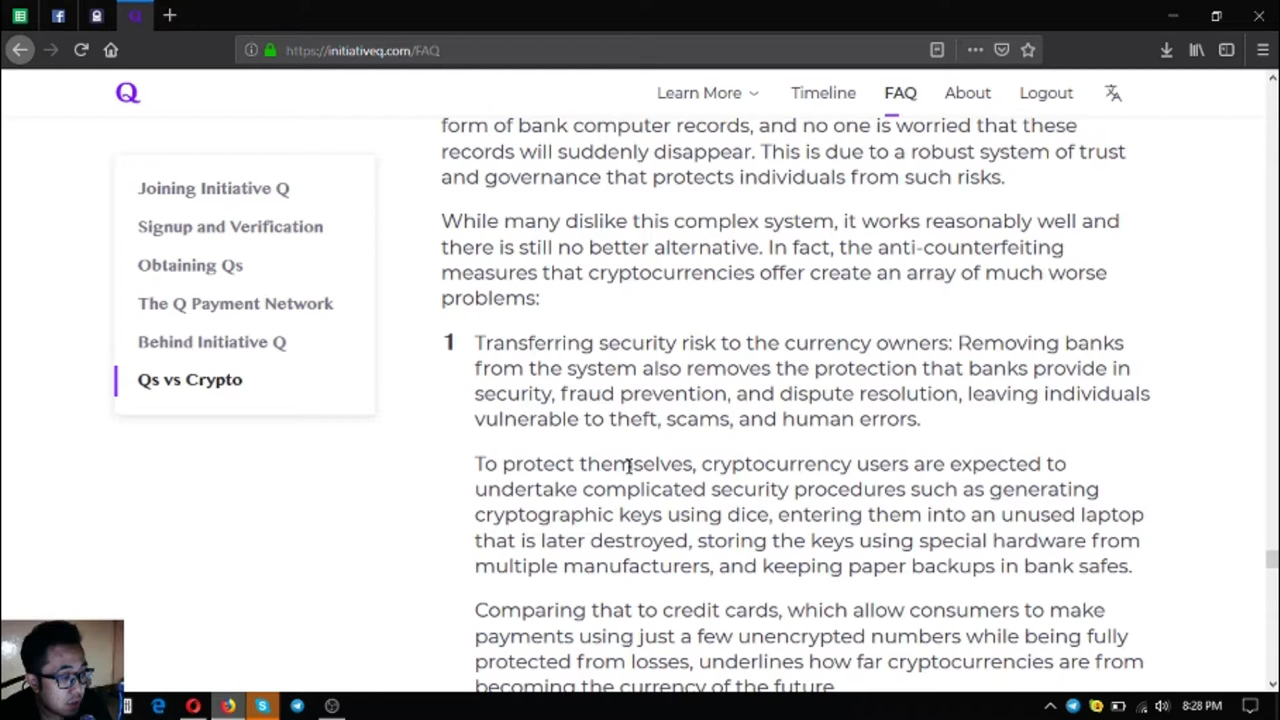 https://initiativeq.com/FAQ
Q
Learn More
Timeline
FAQ
About
Logout
Joining Initiative Q
Signup and Verification
Obtaining Qs
The Q Payment Network
Behind Initiative Q
Qs vs Crypto
form of bank computer records, and no one is worried that these
records will suddenly disappear. This is due to a robust system of trust
and governance that protects individuals from such risks.
While many dislike this complex system, it works reasonably well and
there is still no better alternative. In fact, the anti-counterfeiting
measures that cryptocurrencies offer create an array of much worse
problems:
1 Transferring security risk to the currency owners: Removing banks
from the system also removes the protection that banks provide in
security, fraud prevention, and dispute resolution, leaving individuals
vulnerable to theft, scams, and human errors.
To protect themselves, cryptocurrency users are expected to
undertake complicated security procedures such as generating
cryptographic keys using dice, entering them into an unused laptop
that is later destroyed, storing the keys using special hardware from
multiple manufacturers, and keeping paper backups in bank safes.
Comparing that to credit cards, which allow consumers to make
payments using just a few unencrypted numbers while being fully
protected from losses, underlines how far cryptocurrencies are from
becoming the currency of the future.
8:28 PM